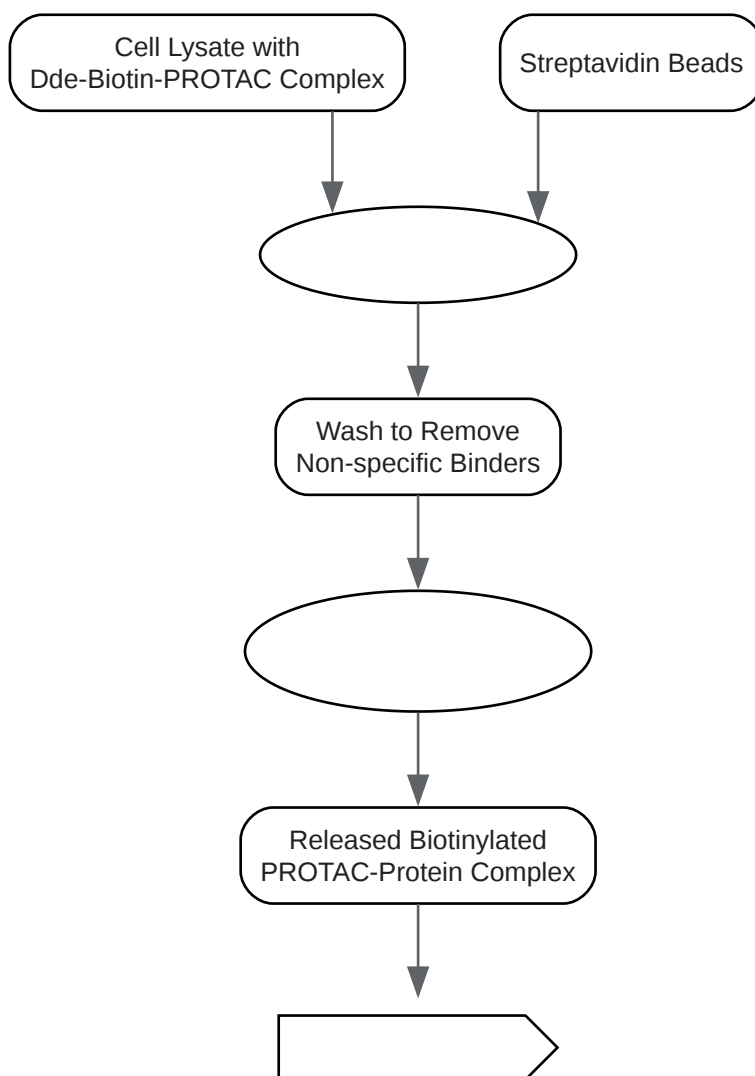 Cell Lysate with
Dde-Biotin-PROTAC Complex
Streptavidin Beads
Wash to Remove
Non-specific Binders
Released Biotinylated
PROTAC-Protein Complex